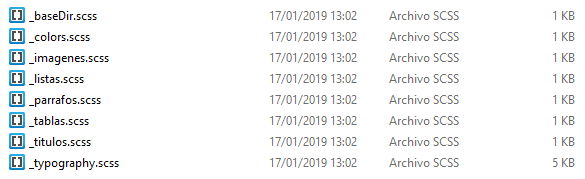 _baseDir.scss 17/01/2019 13:02 Archivo SCSS 1 KB
_colors.scss 17/01/2019 13:02 Archivo SCSS 1 KB
_imagenes.scss 17/01/2019 13:02 Archivo SCSS 1 KB
_listas.scss 17/01/2019 13:02 Archivo SCSS 1 KB
_parrafos.scss 17/01/2019 13:02 Archivo SCSS 1 KB
_tablas.scss 17/01/2019 13:02 Archivo SCSS 1 KB
_titulos.scss 17/01/2019 13:02 Archivo SCSS 1 KB
_typography.scss 17/01/2019 13:02 Archivo SCSS 5 KB